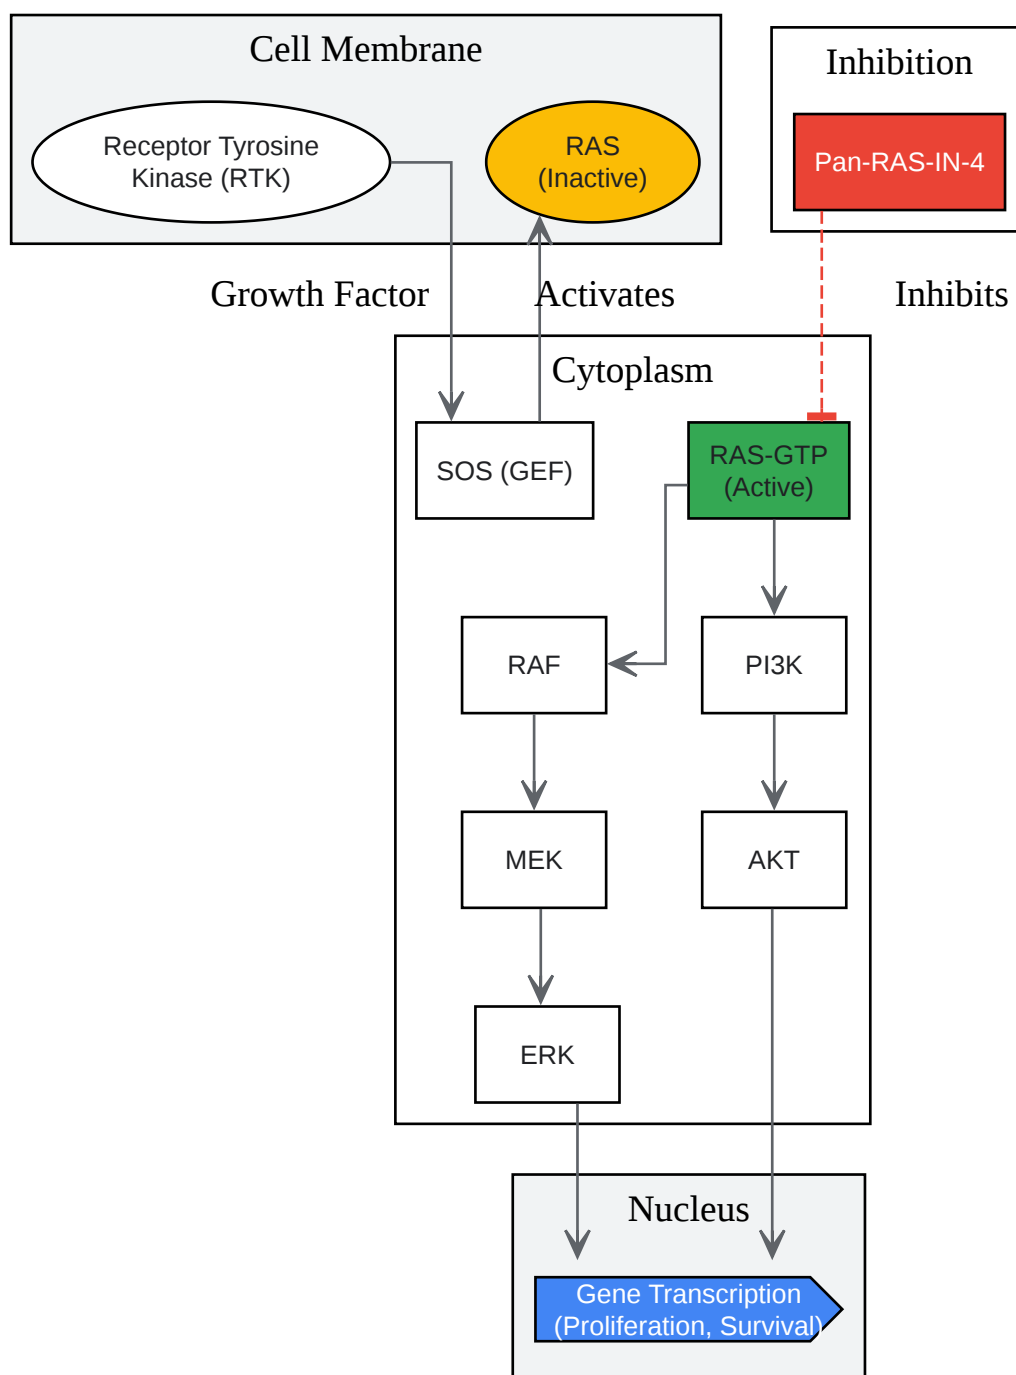 Cell Membrane
Inhibition
Receptor Tyrosine
Kinase (RTK)
RAS
(Inactive)
Pan-RAS-IN-4
Growth Factor
Activates
Inhibits
Cytoplasm
SOS (GEF)
RAS-GTP
(Active)
RAF
PI3K
MEK
AKT
ERK
Nucleus
Gene Transcription
(Proliferation, Survival)